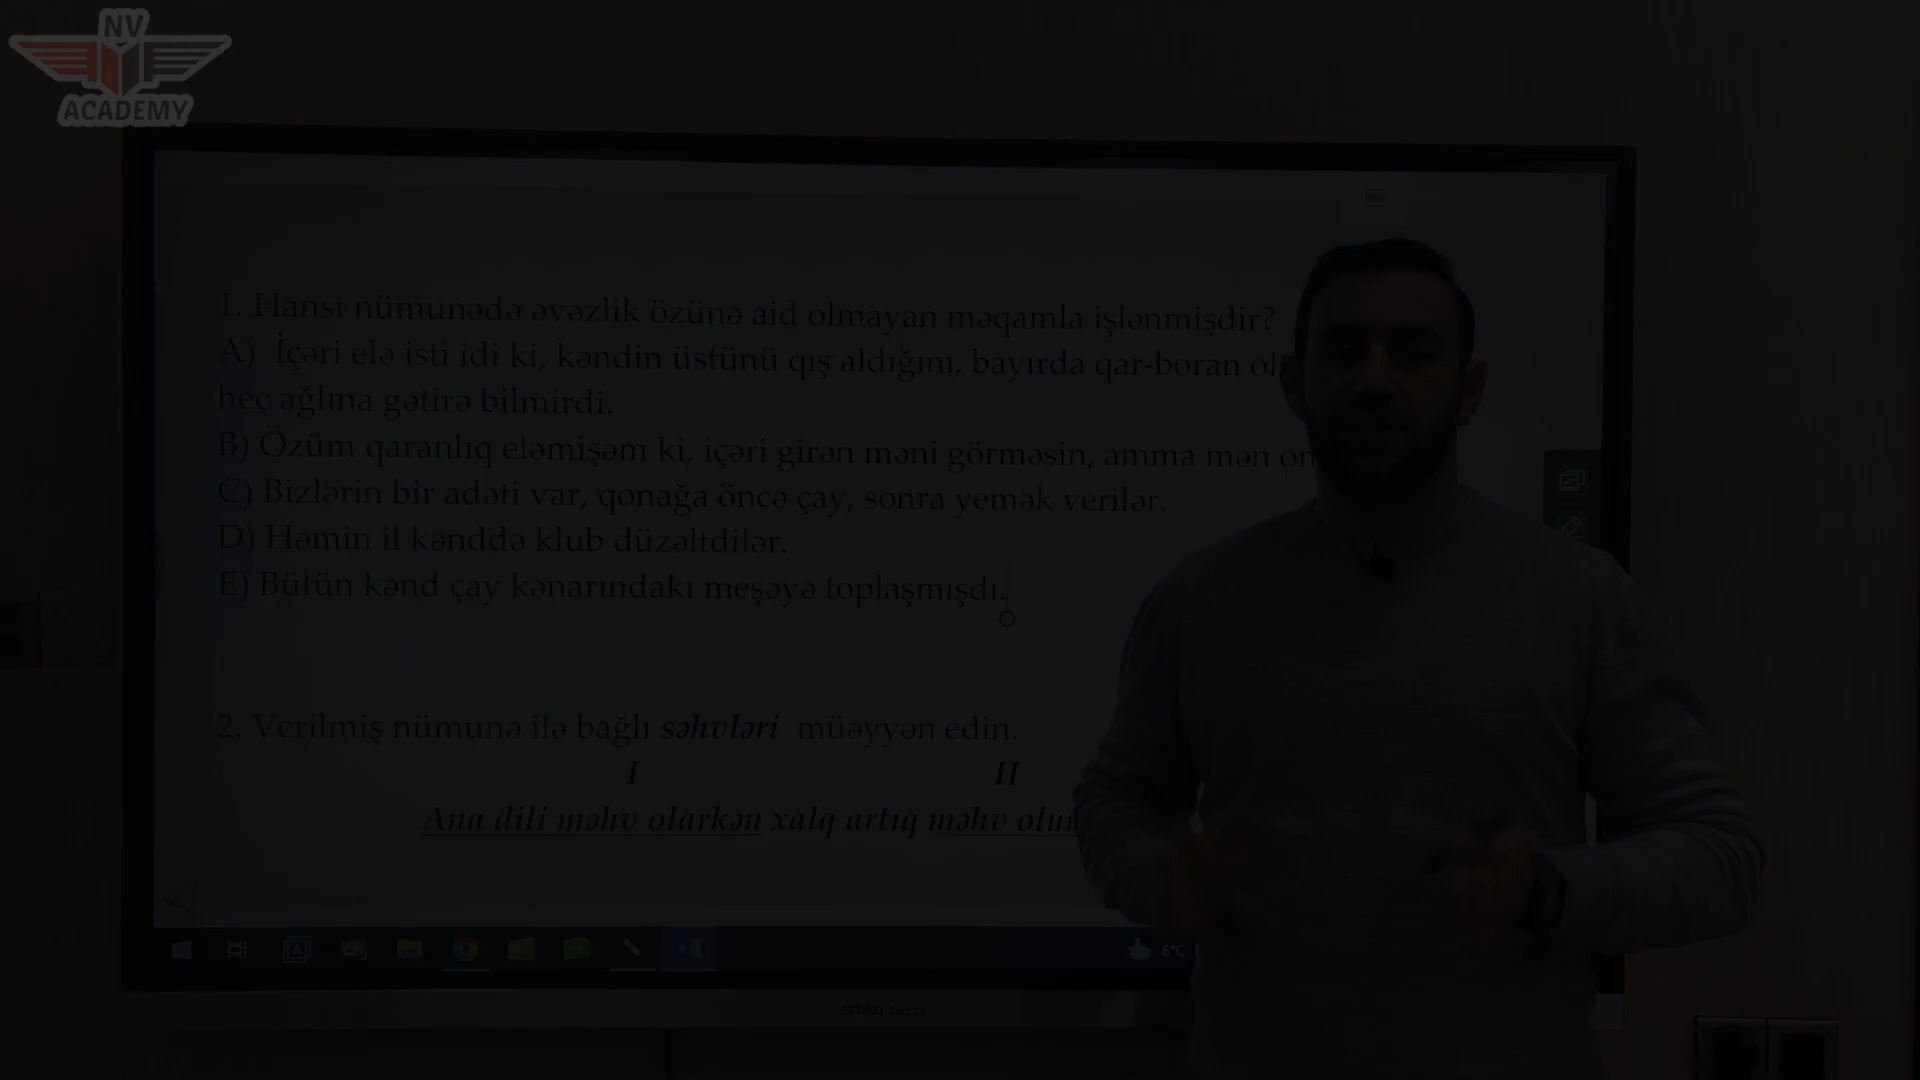 NV
ACADEMY
1. Hansı nümunədə əvəzlik özünə aid olmayan məqamla işlənmişdir?
A) İçəri elə isti idi ki, kəndin üstünü qış aldığını, bayırda qar-boran
heç ağlına gətirə bilmirdi.
B) Özüm qaranlıq eləmişəm ki, içəri girən məni görməsin, amma mən
C) Bizlərin bir adəti var, qonağa öncə çay, sonra yemək verilər.
D) Həmin il kənddə klub düzəltdilər.
E) Bütün kənd çay kənarındakı meşəyə toplaşmışdı.
2. Verilmiş nümunə ilə bağlı səhvləri müəyyən edin.
I II
Ana dili məhv olarkən xalq artıq məhv
6°C